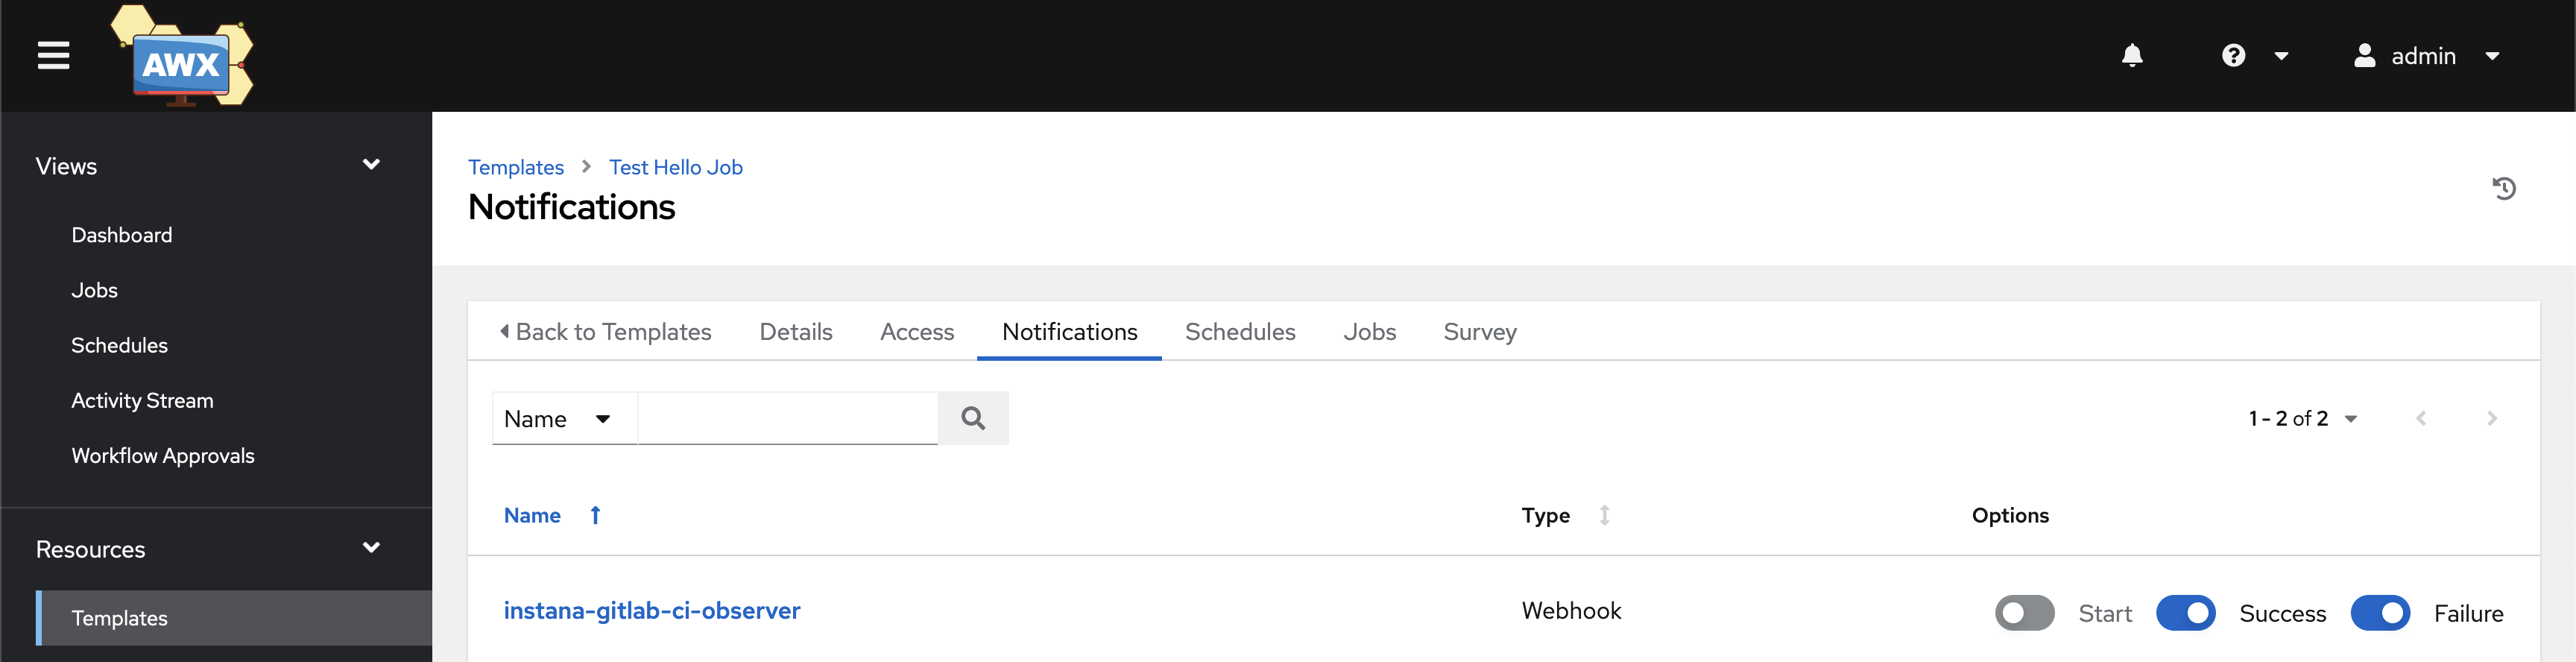 AWX
admin
Views
Dashboard
Jobs
Schedules
Activity Stream
Workflow Approvals
Resources
Templates
Templates > Test Hello Job
Notifications
Back to Templates Details Access Notifications Schedules Jobs Survey
Name 1 - 2 of 2
Name Type Options
instana-gitlab-ci-observer Webhook Start Success Failure